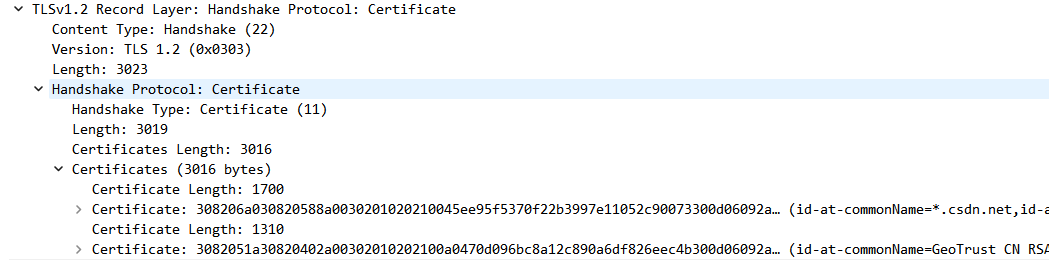 TLSv1.2 Record Layer: Handshake Protocol: Certificate
Content Type: Handshake (22)
Version: TLS 1.2 (0x0303)
Length: 3023
Handshake Protocol: Certificate
Handshake Type: Certificate (11)
Length: 3019
Certificates Length: 3016
Certificates (3016 bytes)
Certificate Length: 1700
Certificate: 308206a030820588a0030201020210045ee95f5370f22b3997e11052c90073300d06092a… (id-at-commonName=*.csdn.net,id-a
Certificate Length: 1310
Certificate: 3082051a30820402a00302010202100a0470d096bc8a12c890a6df826eec4b300d06092a… (id-at-commonName=GeoTrust CN RSA